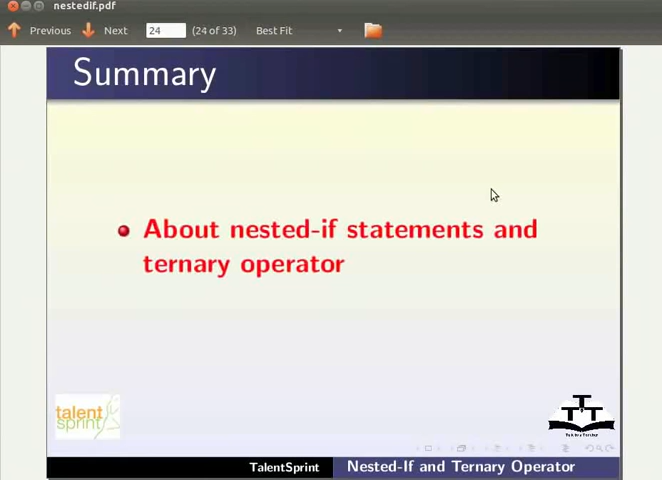 nestedif.pdf
Previous Next 24 (24 of 33) Best Fit
Summary
About nested-if statements and
ternary operator
talent
sprint
TalentSprint Nested-If and Ternary Operator